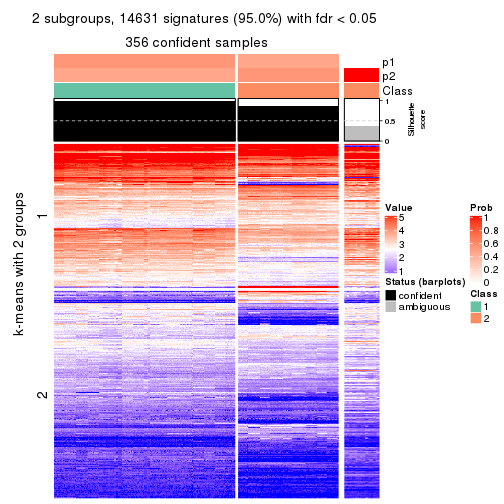 2 subgroups, 14631 signatures (95.0%) with fdr < 0.05
356 confident samples
p1
p2
Class
1
0.5
0
Silhouette
score
k-means with 2 groups
1
2
Value
5
4
3
2
1
Prob
1
0.8
0.6
0.4
0.2
0
Status (barplots)
confident
ambiguous
Class
1
2